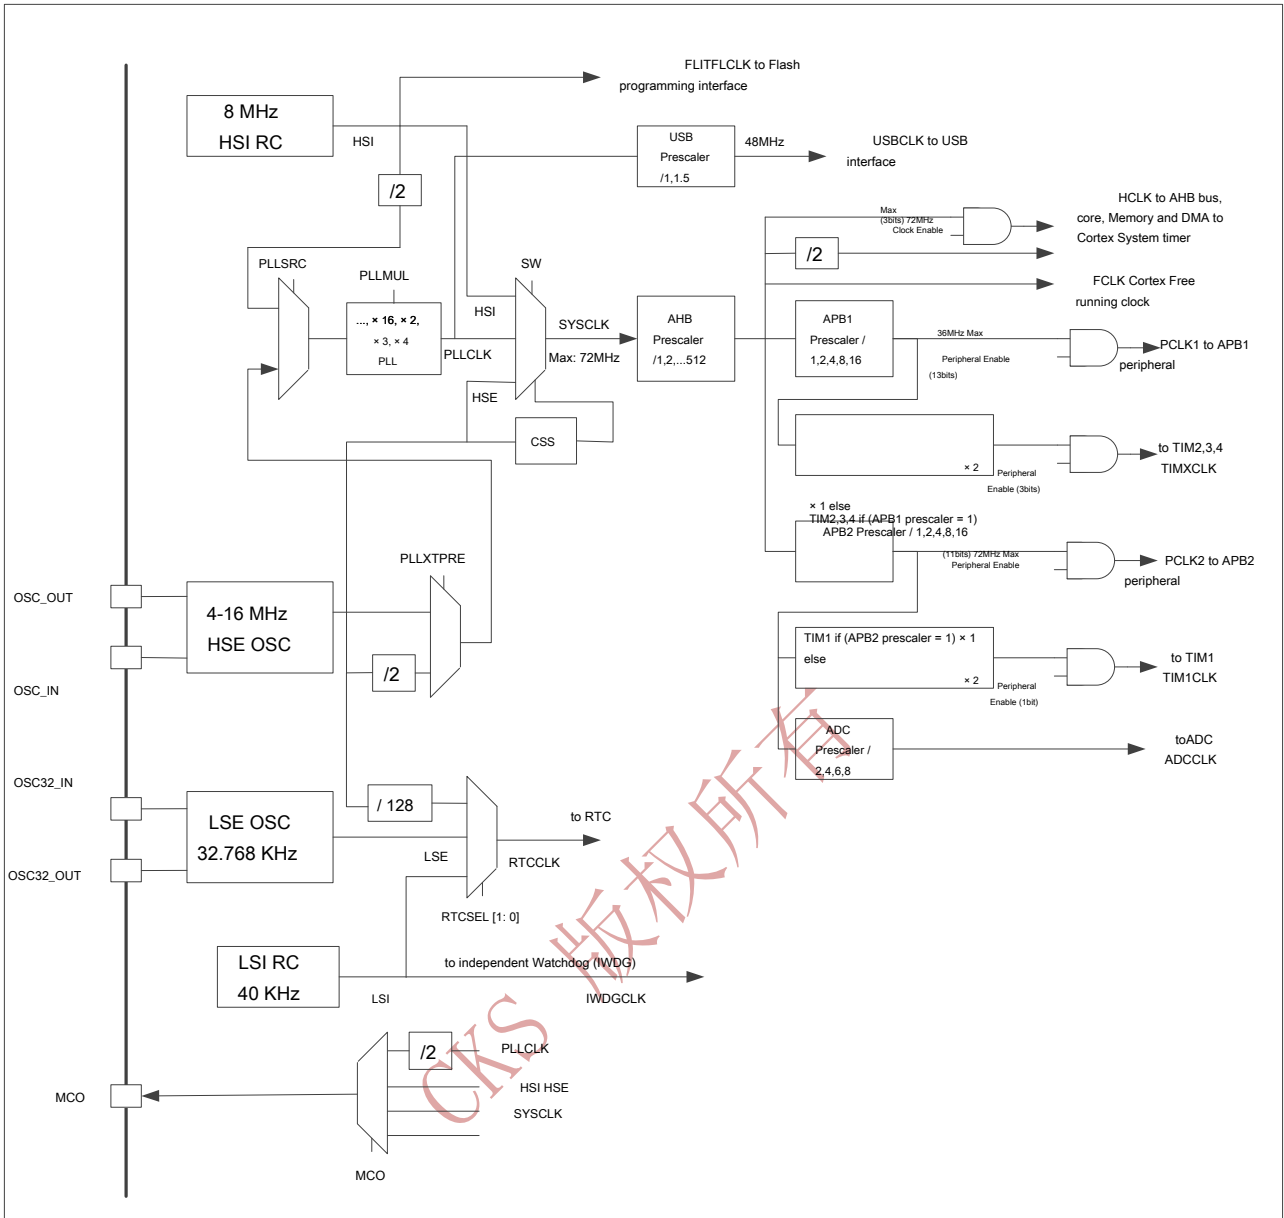 FLITFLCLK to Flash
programming interface
8 MHz
HSI RC
HSI
USB
Prescaler
/1,1.5
48MHz
USBCLK to USB
interface
/2
Max
(3bits) 72MHz
Clock Enable
HCLK to AHB bus,
core, Memory and DMA to
Cortex System timer
/2
PLLSRC
PLLMUL
SW
FCLK Cortex Free
running clock
..., × 16, × 2,
× 3, × 4
PLL
HSI
PLLCLK
SYSCLK
Max: 72MHz
AHB
Prescaler
/1,2,...512
APB1
Prescaler /
1,2,4,8,16
36MHz Max
Peripheral Enable
(13bits)
PCLK1 to APB1
peripheral
HSE
CSS
× 2
Peripheral
Enable (3bits)
to TIM2,3,4
TIMXCLK
× 1 else
TIM2,3,4 if (APB1 prescaler = 1)
APB2 Prescaler / 1,2,4,8,16
(11bits) 72MHz Max
Peripheral Enable
PCLK2 to APB2
peripheral
PLLXTPRE
OSC_OUT
4-16 MHz
HSE OSC
/2
OSC_IN
TIM1 if (APB2 prescaler = 1) × 1
else
× 2
Peripheral
Enable (1bit)
to TIM1
TIM1CLK
ADC
Prescaler /
2,4,6,8
toADC
ADCCLK
OSC32_IN
LSE OSC
32.768 KHz
OSC32_OUT
/ 128
LSE
to RTC
RTCCLK
RTCSEL [1: 0]
LSI RC
40 KHz
LSI
to independent Watchdog (IWDG)
IWDGCLK
/2
PLLCLK
HSI HSE
SYSCLK
MCO
MCO
CKS 版权所有